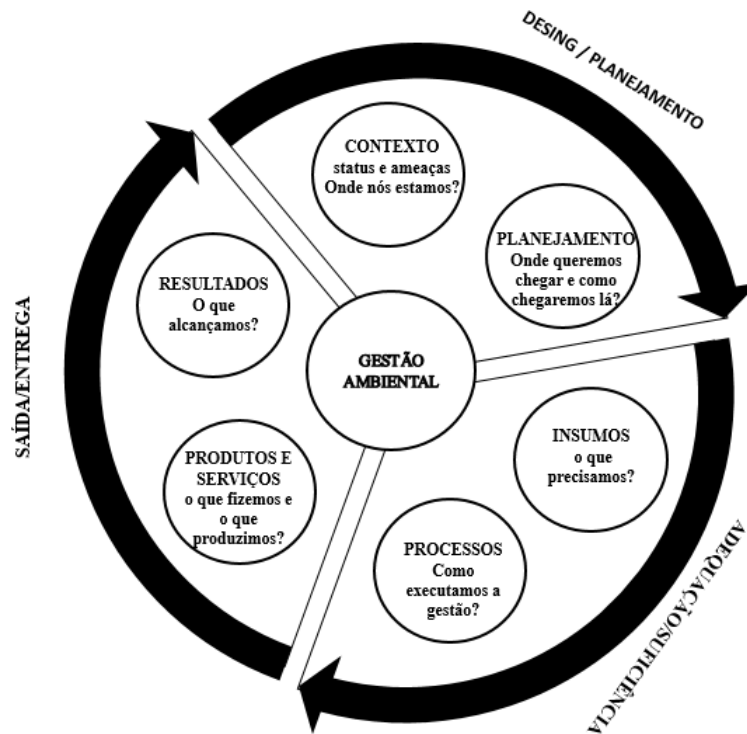 DESING / PLANEJAMENTO
CONTEXTO
status e ameaças
Onde nós estamos?
PLANEJAMENTO
Onde queremos
chegar e como
chegaremos lá?
RESULTADOS
O que
alcançamos?
GESTÃO
AMBIENTAL
SAÍDA/ENTREGA
INSUMOS
o que
precisamos?
PRODUTOS E
SERVIÇOS
o que fizemos e
o que
produzimos?
PROCESSOS
Como
executamos a
gestão?
ADEQUAÇÃO/SUFICIÊNCIA